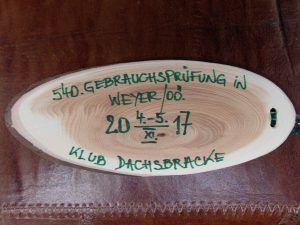 540. GEBRAUCHSPRÜFUNG iN
WEYER/OÖ.
20 4.-5. 17
XI
KLUB DACHSBRACKE